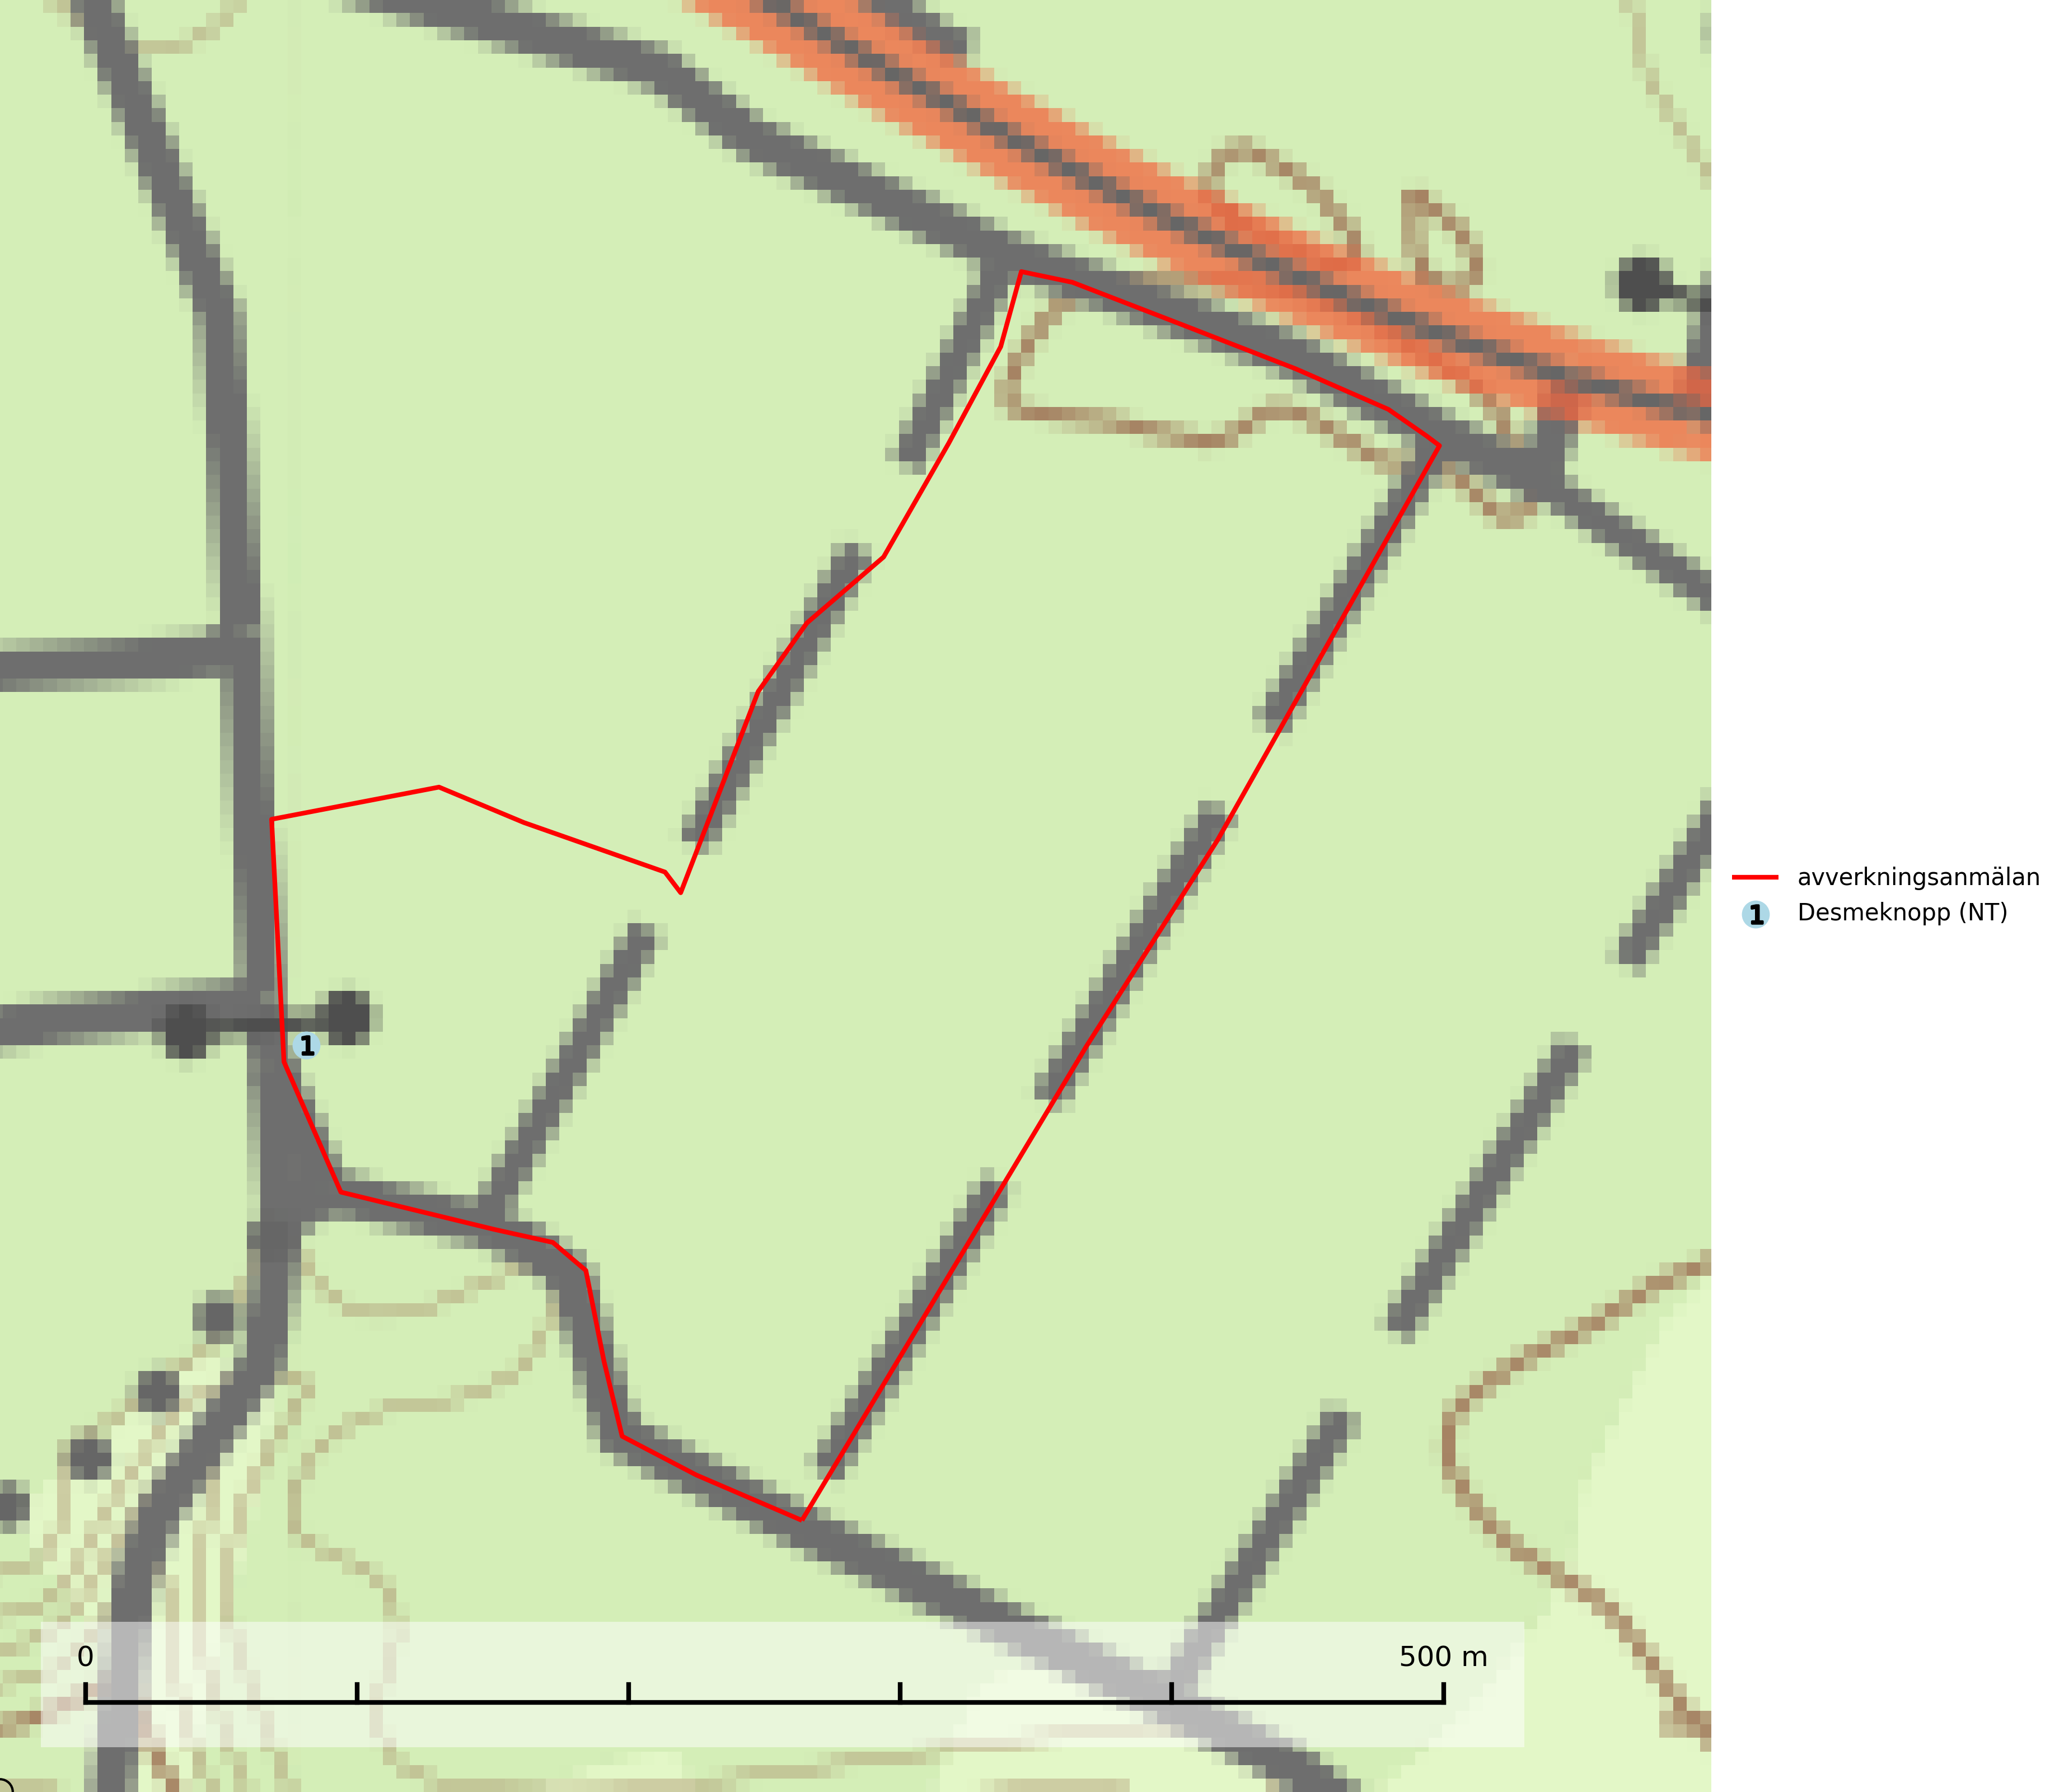 1
avverkningsanmälan
1 Desmeknopp (NT)
0 500 m